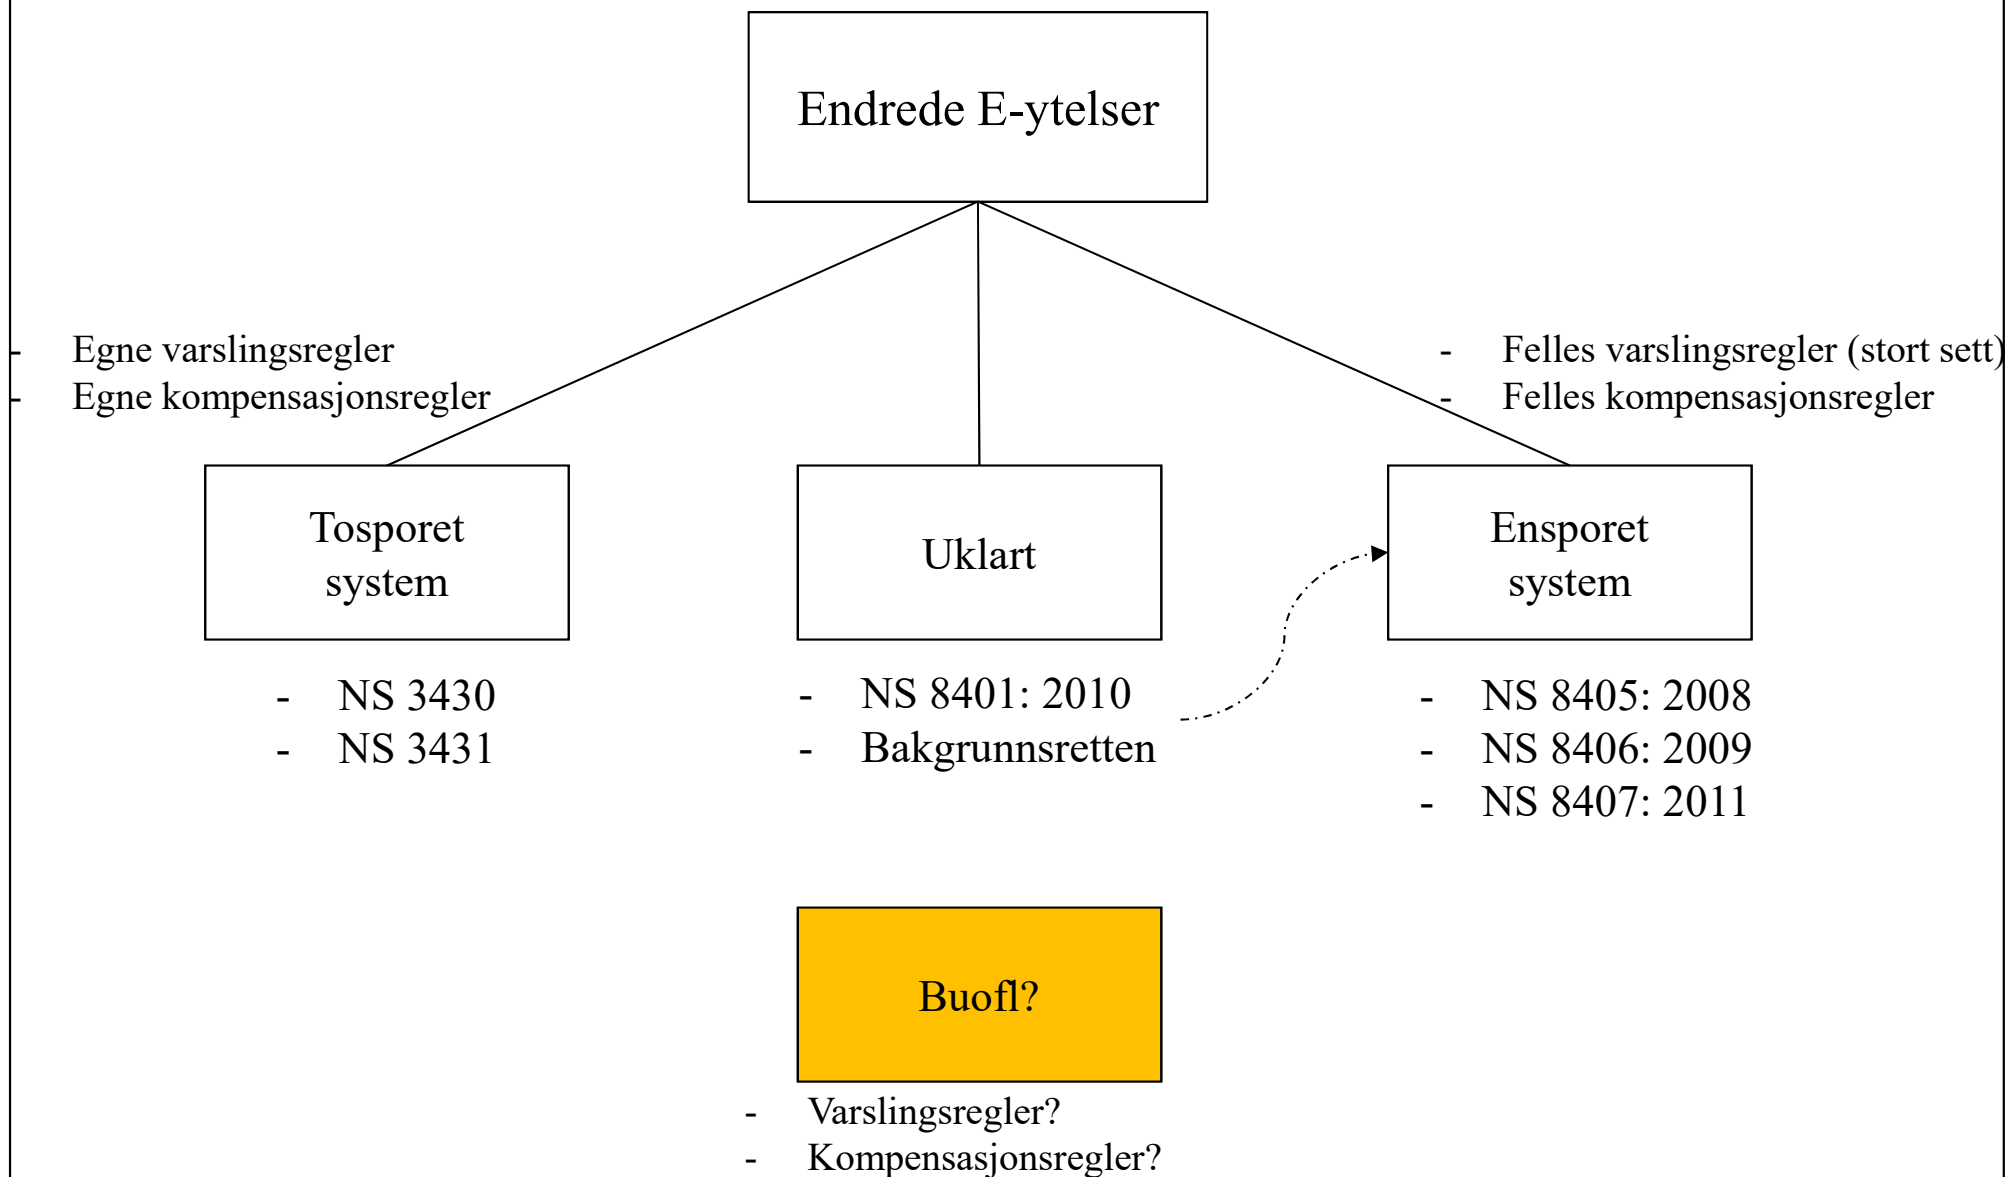 Endrede E-ytelser
- Egne varslingsregler
- Egne kompensasjonsregler
- Felles varslingsregler (stort sett)
- Felles kompensasjonsregler
Tosporet
system
- NS 3430
- NS 3431
Uklart
- NS 8401: 2010
- Bakgrunnsretten
Ensporet
system
- NS 8405: 2008
- NS 8406: 2009
- NS 8407: 2011
Buofl?
- Varslingsregler?
- Kompensasjonsregler?